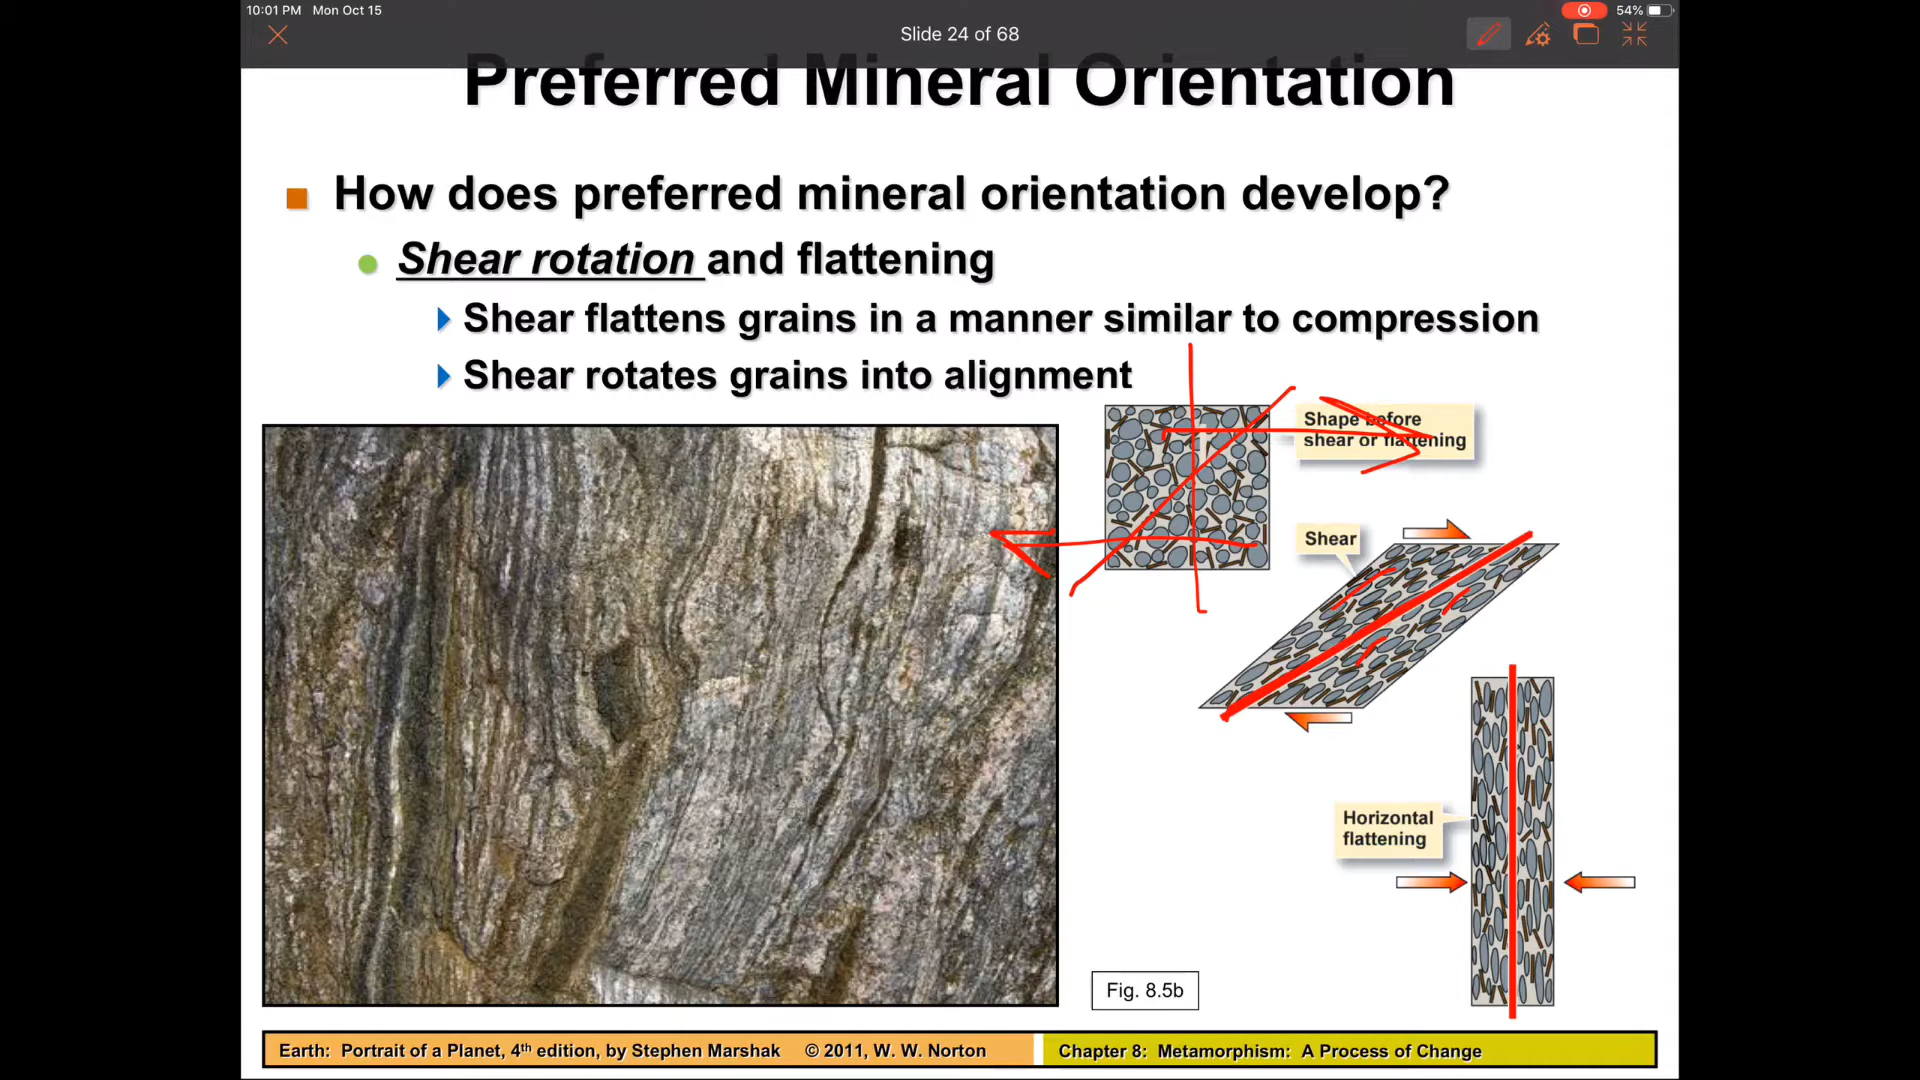 10:01 PM Mon Oct 15
54%
Slide 24 of 68
Preferred Mineral Orientation
How does preferred mineral orientation develop?
Shear rotation and flattening
Shear flattens grains in a manner similar to compression
Shear rotates grains into alignment
Shape before
shear or flattening
Shear
Horizontal
flattening
Fig. 8.5b
Earth: Portrait of a Planet, 4th edition, by Stephen Marshak © 2011, W. W. Norton
Chapter 8: Metamorphism: A Process of Change